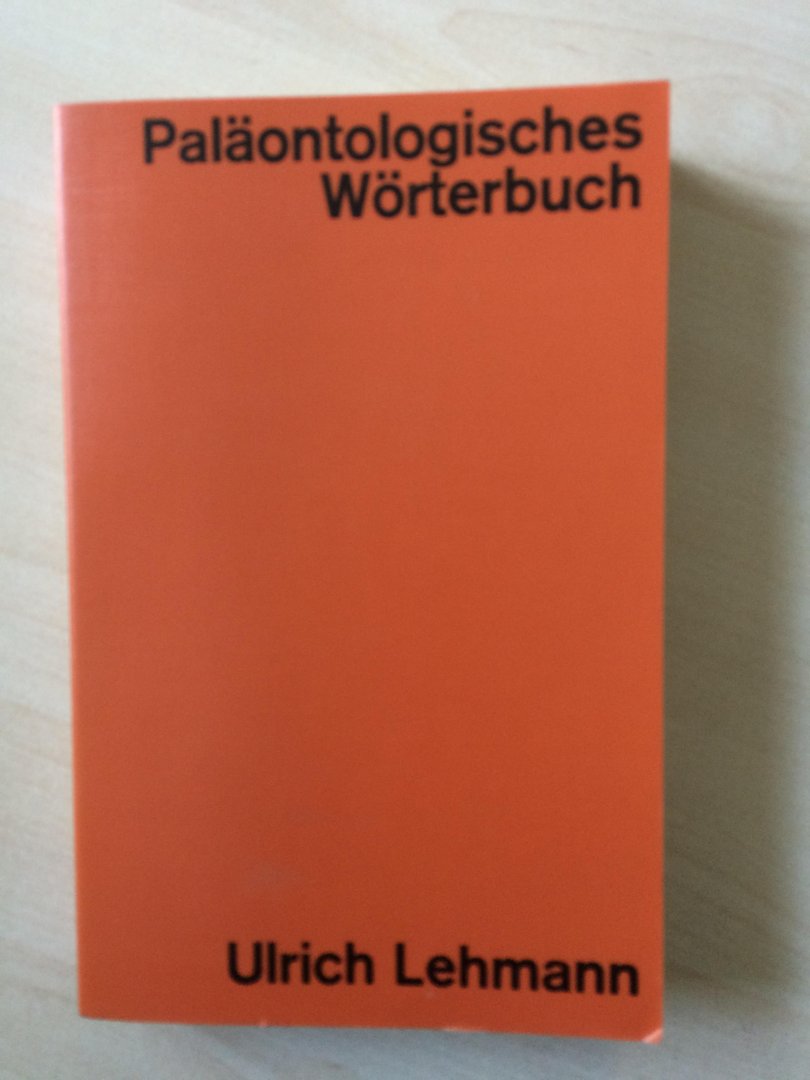 Paläontologisches
Wörterbuch
Ulrich Lehmann